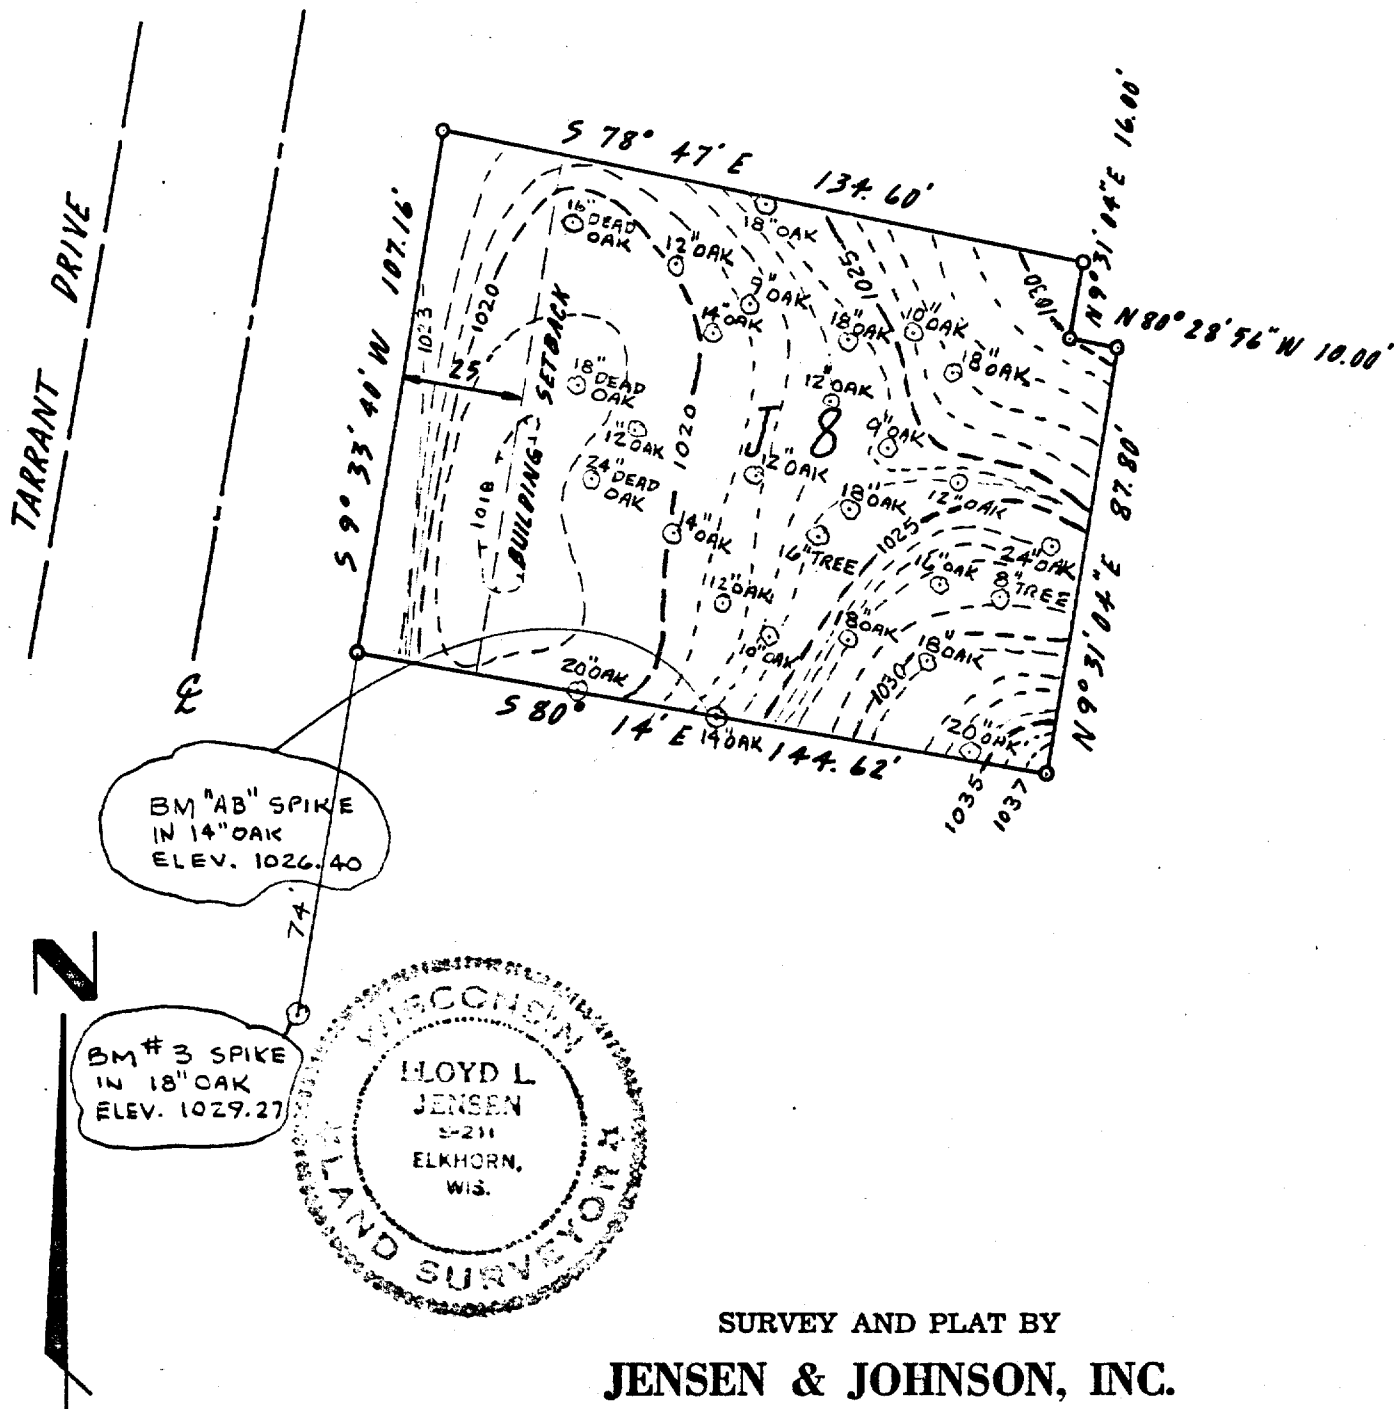 TARRANT DRIVE
S 78° 47' E 134.60'
N 9° 31' 04" E 16.00'
N 80° 28' 56" W 10.00'
N 9° 31' 04" E 87.80'
S 80° 14' E 144.62'
S 9° 33' 40" W 107.16'
16" DEAD
OAK
18" OAK
12" OAK
9" OAK
14" OAK
18" OAK
10" OAK
18" OAK
1020
1023
1025
1030
25'
BUILDING SETBACK
18" DEAD
OAK
12" OAK
24" DEAD
OAK
1018
1020
J 8
12" OAK
9" OAK
12" OAK
18" OAK
12" OAK
14" OAK
16" TREE
1025
24" OAK
16" OAK
8" TREE
12" OAK
10" OAK
18" OAK
18" OAK
1030
20" OAK
14" OAK
20" OAK
1035
1037
BM "AB" SPIKE
IN 14" OAK
ELEV. 1026.40
74'
N
BM #3 SPIKE
IN 18" OAK
ELEV. 1029.27
WISCONSIN
LLOYD L.
JENSEN
S-211
ELKHORN,
WIS.
LAND SURVEYOR
SURVEY AND PLAT BY
JENSEN & JOHNSON, INC.